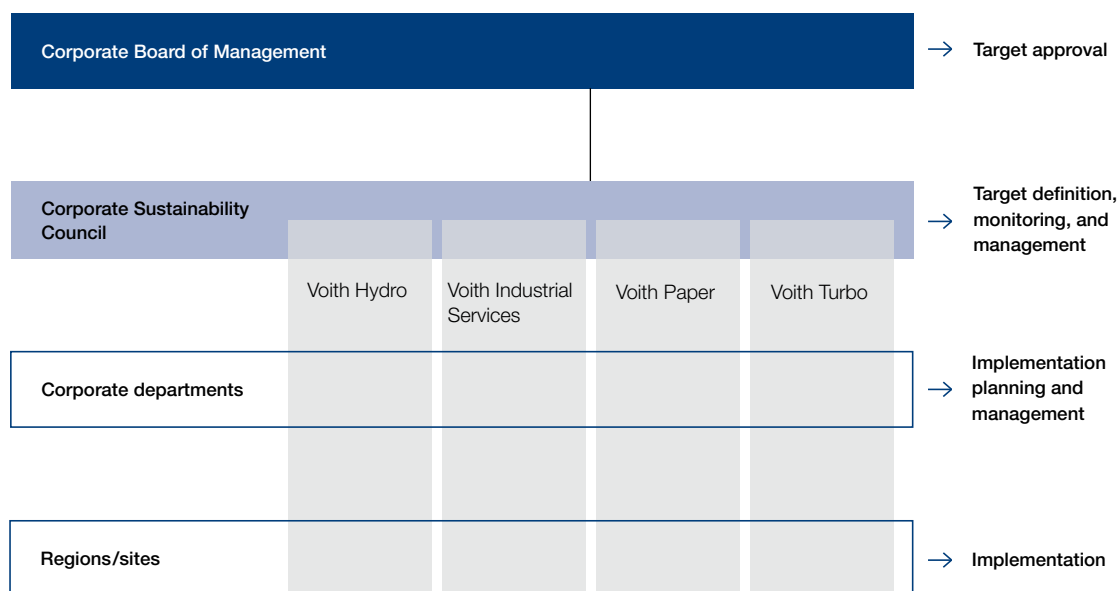 Corporate Board of Management
Target approval
Corporate Sustainability
Council
Target definition,
monitoring, and
management
Voith Hydro
Voith Industrial
Services
Voith Paper
Voith Turbo
Corporate departments
Implementation
planning and
management
Regions/sites
Implementation